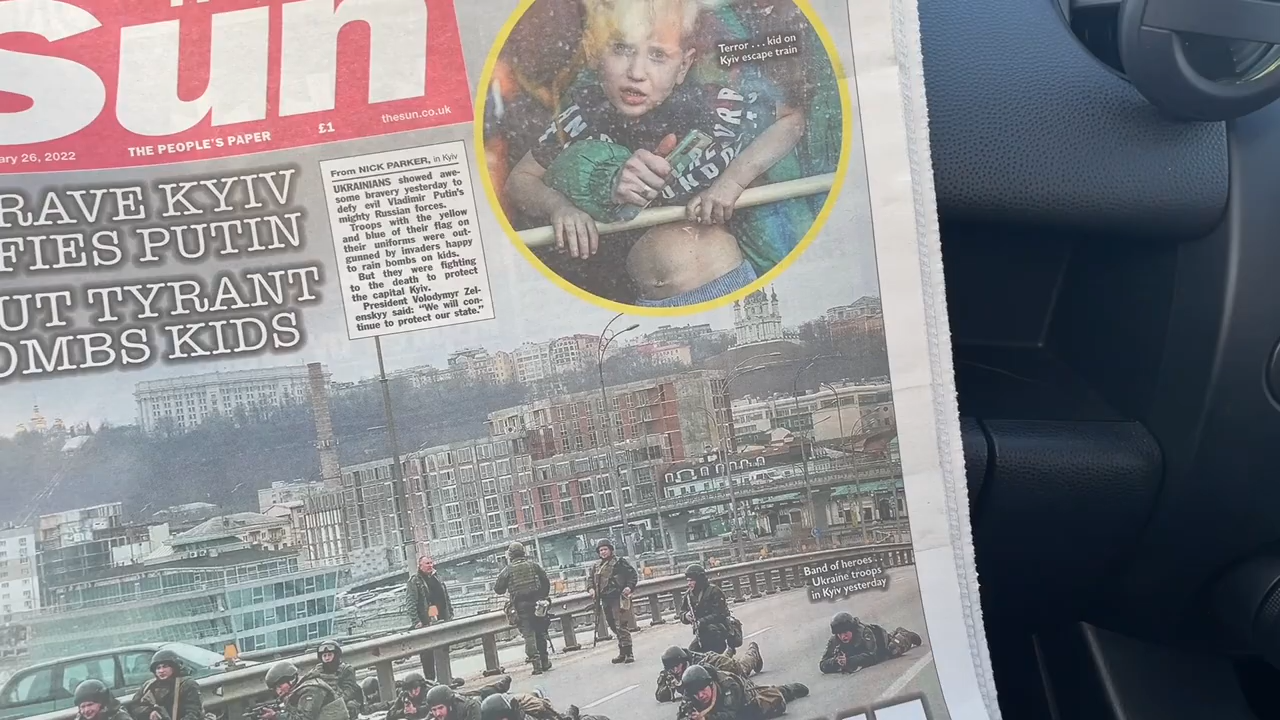 Sun
thesun.co.uk
£1
THE PEOPLE'S PAPER
ary 26, 2022
RAVE KYIV
FIES PUTIN
UT TYRANT
OMBS KIDS
From NICK PARKER, in Kyiv
UKRAINIANS showed awe-
some bravery yesterday to
defy evil Vladimir Putin's
mighty Russian forces.
Troops with the yellow
and blue of their flag on
their uniforms were out-
gunned by invaders happy
to rain bombs on kids.
But they were fighting
to the death to protect
the capital Kyiv.
President Volodymyr Zel-
enskyy said: "We will con-
tinue to protect our state."
Terror . . . kid on
Kyiv escape train
Band of heroes . .
Ukraine troops
in Kyiv yesterday